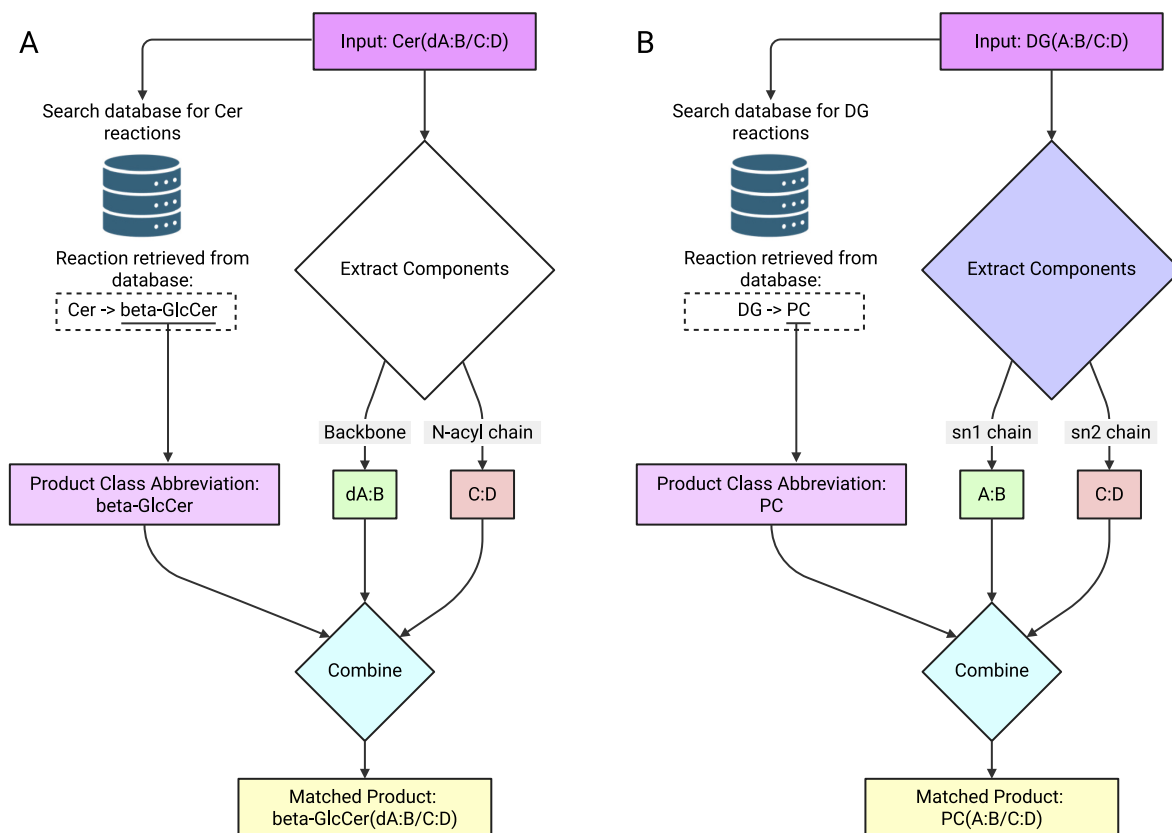 A
Input: Cer(dA:B/C:D)
Search database for Cer
reactions
Reaction retrieved from
database:
Cer -> beta-GlcCer
Extract Components
Backbone
N-acyl chain
Product Class Abbreviation:
beta-GlcCer
dA:B
C:D
Combine
Matched Product:
beta-GlcCer(dA:B/C:D)
B
Input: DG(A:B/C:D)
Search database for DG
reactions
Reaction retrieved from
database:
DG -> PC
Extract Components
sn1 chain
sn2 chain
Product Class Abbreviation:
PC
A:B
C:D
Combine
Matched Product:
PC(A:B/C:D)